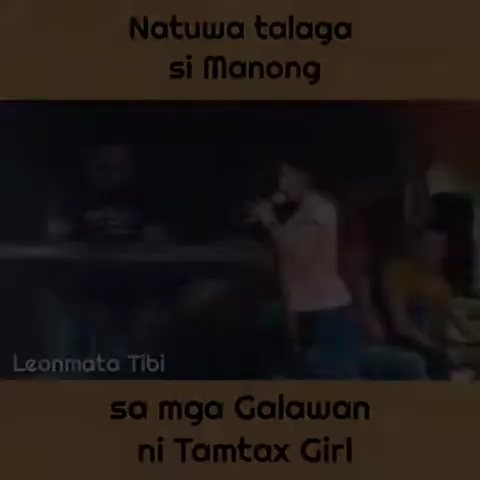 Natuwa talaga
si Manong
Leonmata Tibi
sa mga Galawan
ni Tamtax Girl